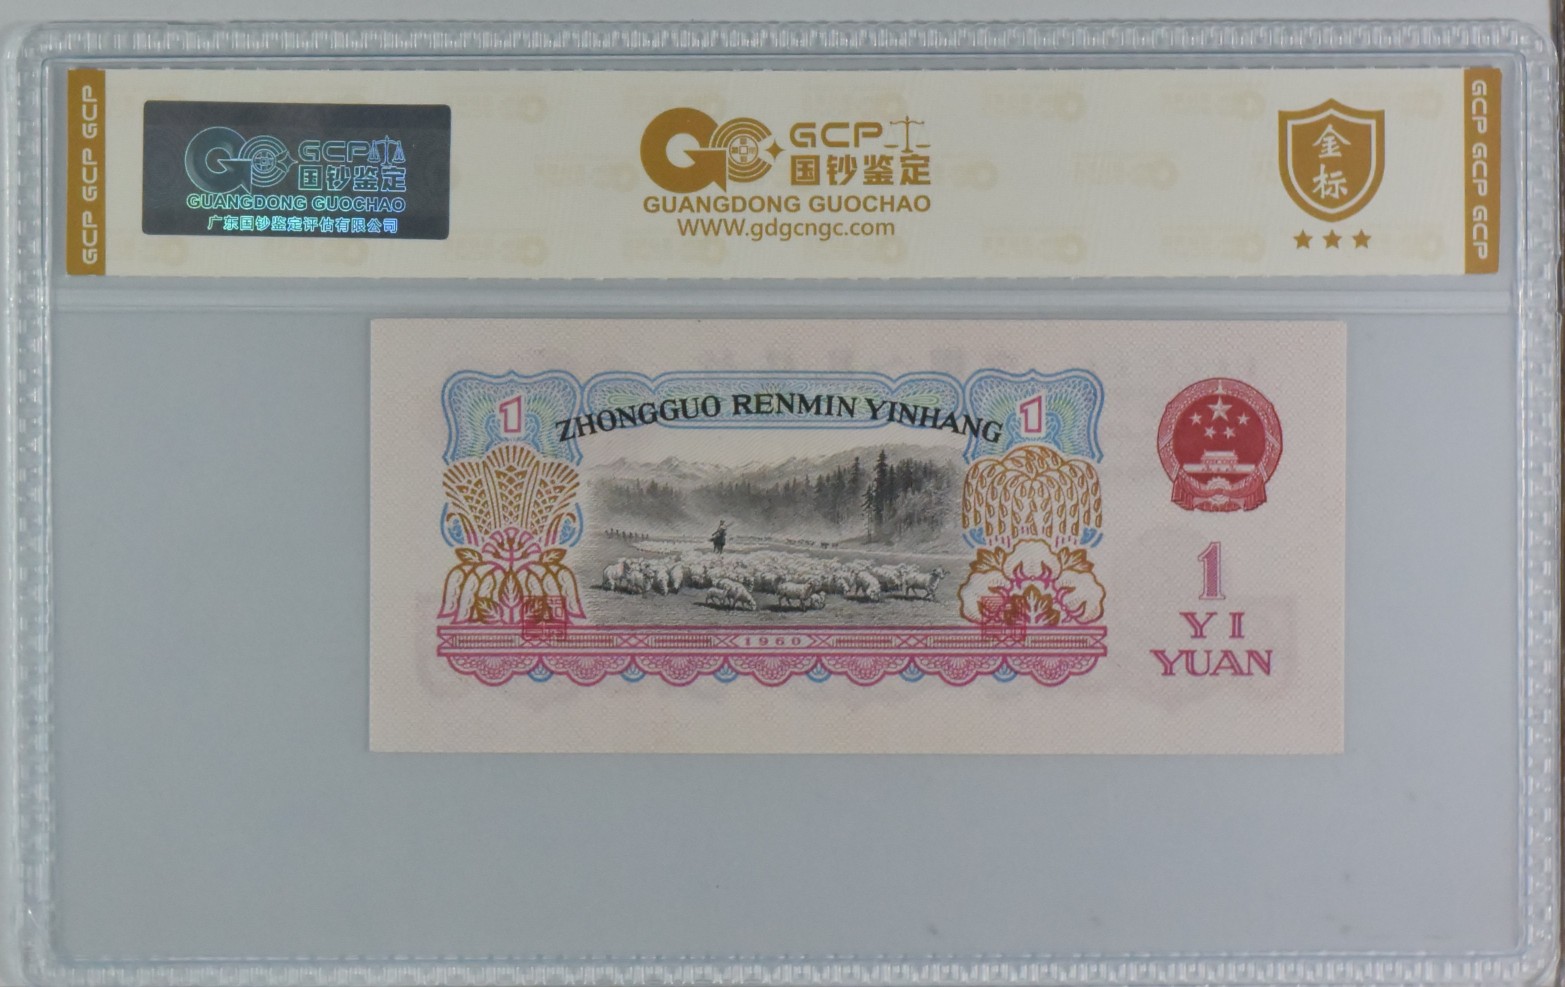 GCP GCP GCP
GCP
国钞鉴定
GUANGDONG GUOCHAO
广东国钞鉴定评估有限公司
GCP
国钞鉴定
GUANGDONG GUOCHAO
WWW.gdgcngc.com
金标
GCP GCP GCP
1
ZHONGGUO RENMIN YINHANG
1
1960
1
YI
YUAN